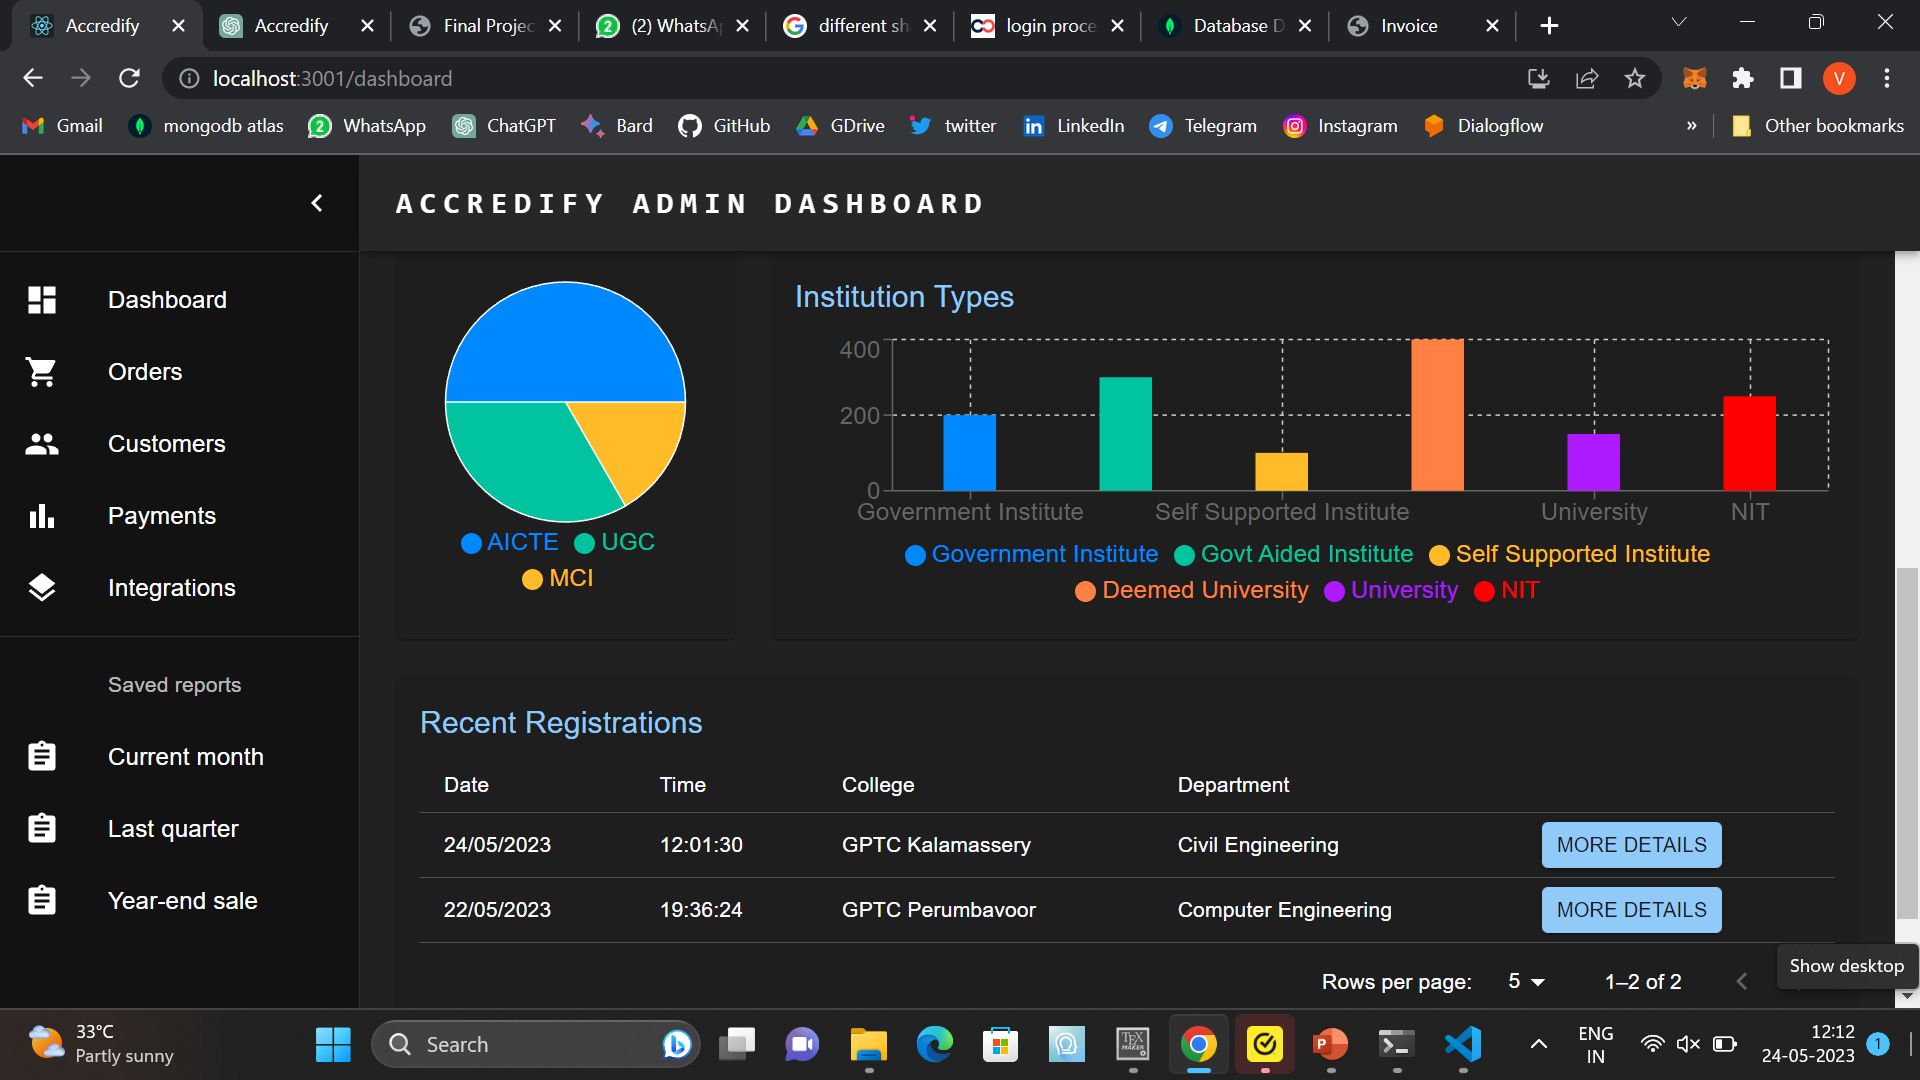 Accredify
Accredify
Final Projec
(2) WhatsA
different sh
login proce
Database D
Invoice
localhost:3001/dashboard
V
Gmail
mongodb atlas
WhatsApp
ChatGPT
Bard
GitHub
GDrive
twitter
LinkedIn
Telegram
Instagram
Dialogflow
»
Other bookmarks
ACCREDIFY ADMIN DASHBOARD
Dashboard
Orders
Customers
Payments
Integrations
Saved reports
Current month
Last quarter
Year-end sale
AICTE UGC
MCI
Institution Types
400
200
0
Government Institute Self Supported Institute University NIT
Government Institute Govt Aided Institute Self Supported Institute
Deemed University University NIT
Recent Registrations
Date Time College Department
24/05/2023 12:01:30 GPTC Kalamassery Civil Engineering MORE DETAILS
22/05/2023 19:36:24 GPTC Perumbavoor Computer Engineering MORE DETAILS
Rows per page: 5 1–2 of 2
Show desktop
33°C
Partly sunny
Search
ENG
IN
12:12
24-05-2023
1